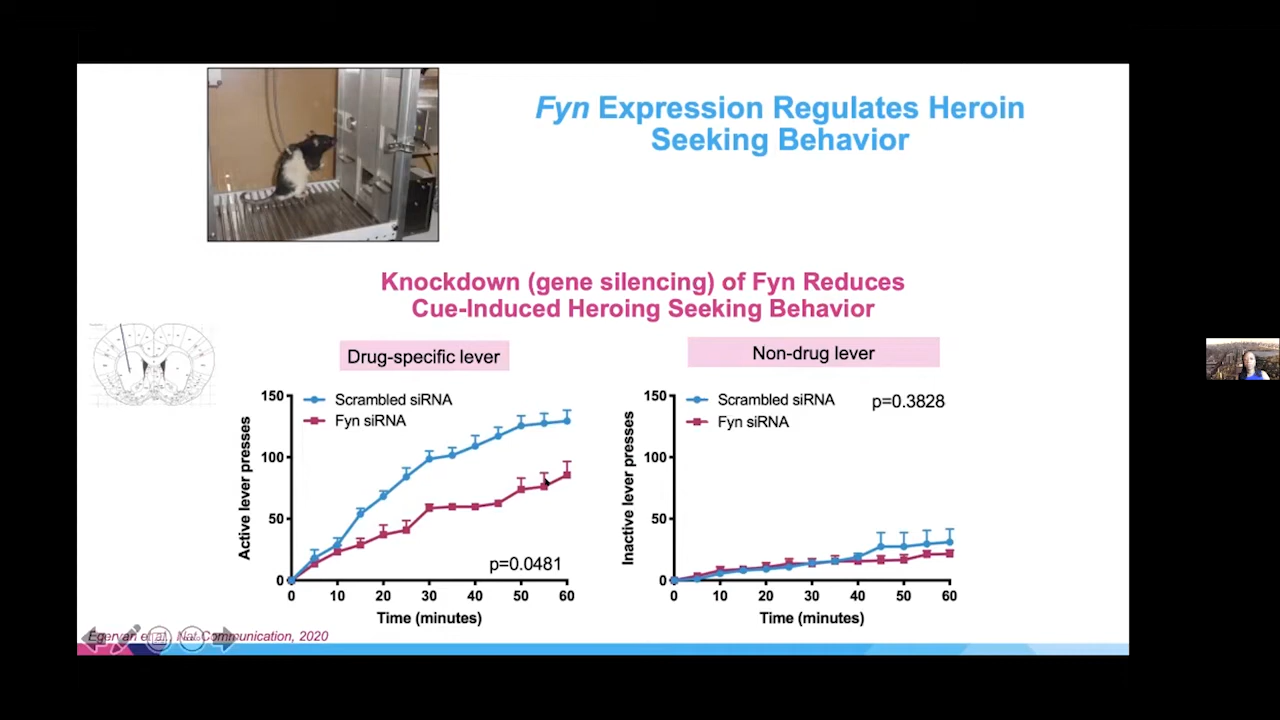 Fyn Expression Regulates Heroin
Seeking Behavior
Knockdown (gene silencing) of Fyn Reduces
Cue-Induced Heroing Seeking Behavior
Drug-specific lever
Scrambled siRNA
Fyn siRNA
p=0.0481
Active lever presses
150
100
50
0
0 10 20 30 40 50 60
Time (minutes)
Non-drug lever
Scrambled siRNA
Fyn siRNA
p=0.3828
Inactive lever presses
150
100
50
0
0 10 20 30 40 50 60
Time (minutes)
Nat Communication, 2020